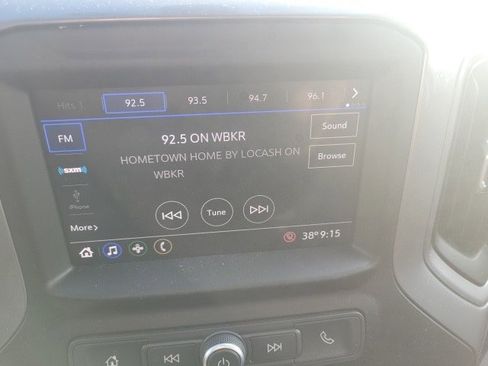 Hits 1 92.5 93.5 94.7 96.1
FM
92.5 ON WBKR
Sound
HOMETOWN HOME BY LOCASH ON
WBKR
Browse
sxm
iPhone
Tune
More
38° 9:15